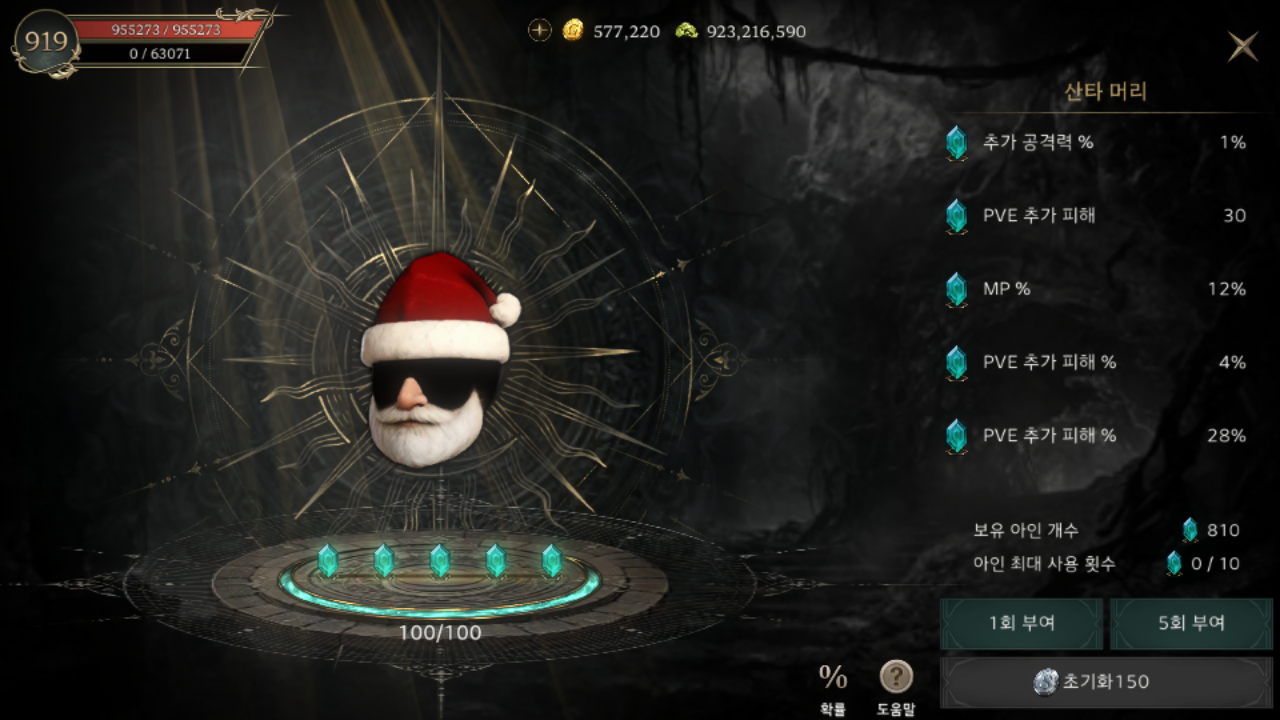 919
955273 / 955273
0 / 63071
577,220
923,216,590
산타 머리
추가 공격력 % 1%
PVE 추가 피해 30
MP % 12%
PVE 추가 피해 % 4%
PVE 추가 피해 % 28%
보유 아인 개수 810
아인 최대 사용 횟수 0 / 10
100/100
1회 부여
5회 부여
초기화150
%
확률
?
도움말